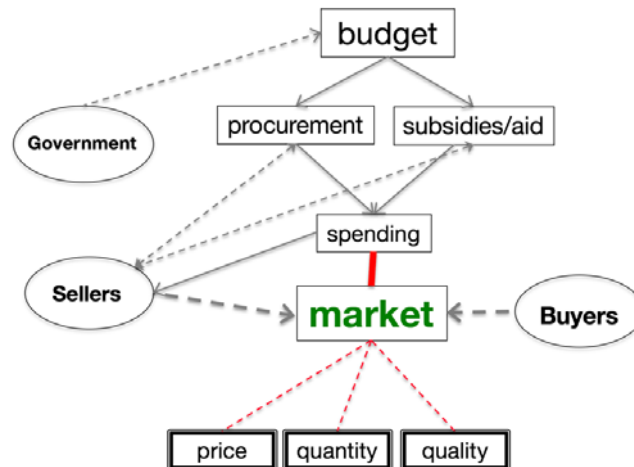 budget
procurement
subsidies/aid
Government
spending
Sellers
market
Buyers
price
quantity
quality